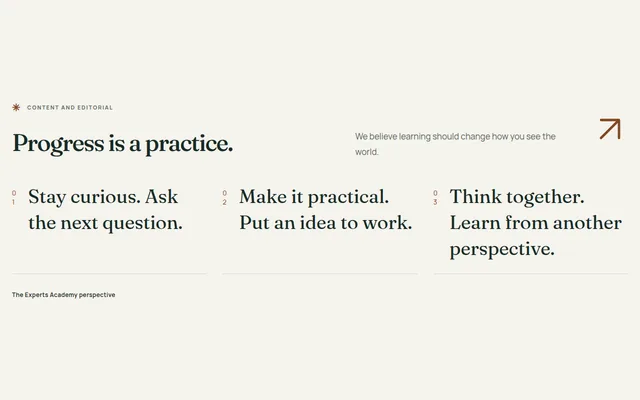 CONTENT AND EDITORIAL
Progress is a practice.
We believe learning should change how you see the
world.
01
Stay curious. Ask
the next question.
02
Make it practical.
Put an idea to work.
03
Think together.
Learn from another
perspective.
The Experts Academy perspective